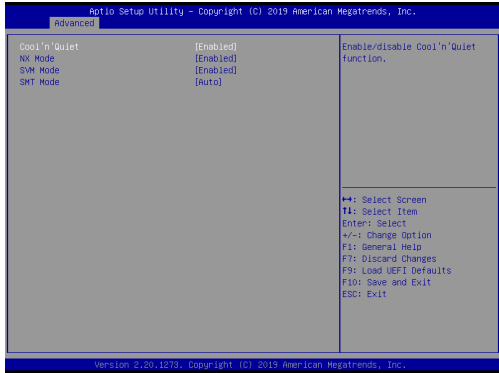 Aptio Setup Utility – Copyright (C) 2019 American Megatrends, Inc.
Advanced
Cool'n'Quiet [Enabled]
NX Mode [Enabled]
SVM Mode [Enabled]
SMT Mode [Auto]
Enable/disable Cool'n'Quiet
function.
↔: Select Screen
↑↓: Select Item
Enter: Select
+/-: Change Option
F1: General Help
F7: Discard Changes
F9: Load UEFI Defaults
F10: Save and Exit
ESC: Exit
Version 2.20.1273. Copyright (C) 2019 American Megatrends, Inc.